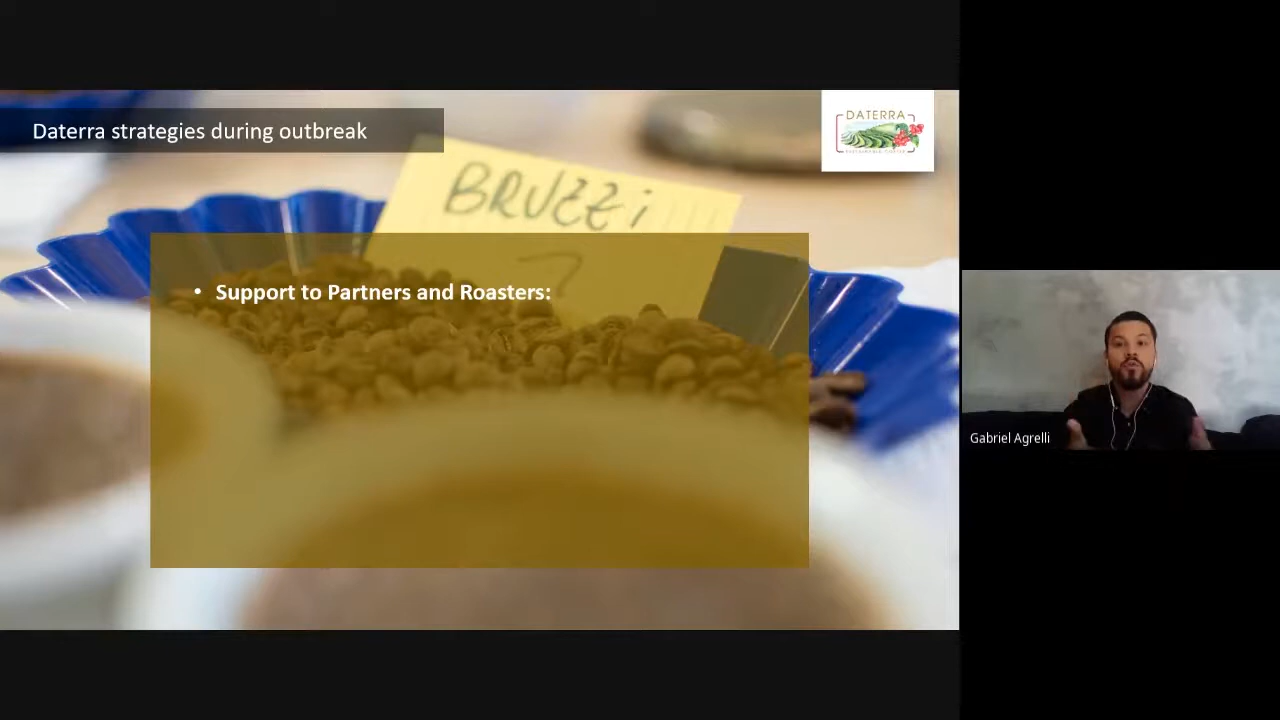 Daterra strategies during outbreak
DATERRA
BRUZZi
• Support to Partners and Roasters:
Gabriel Agrelli